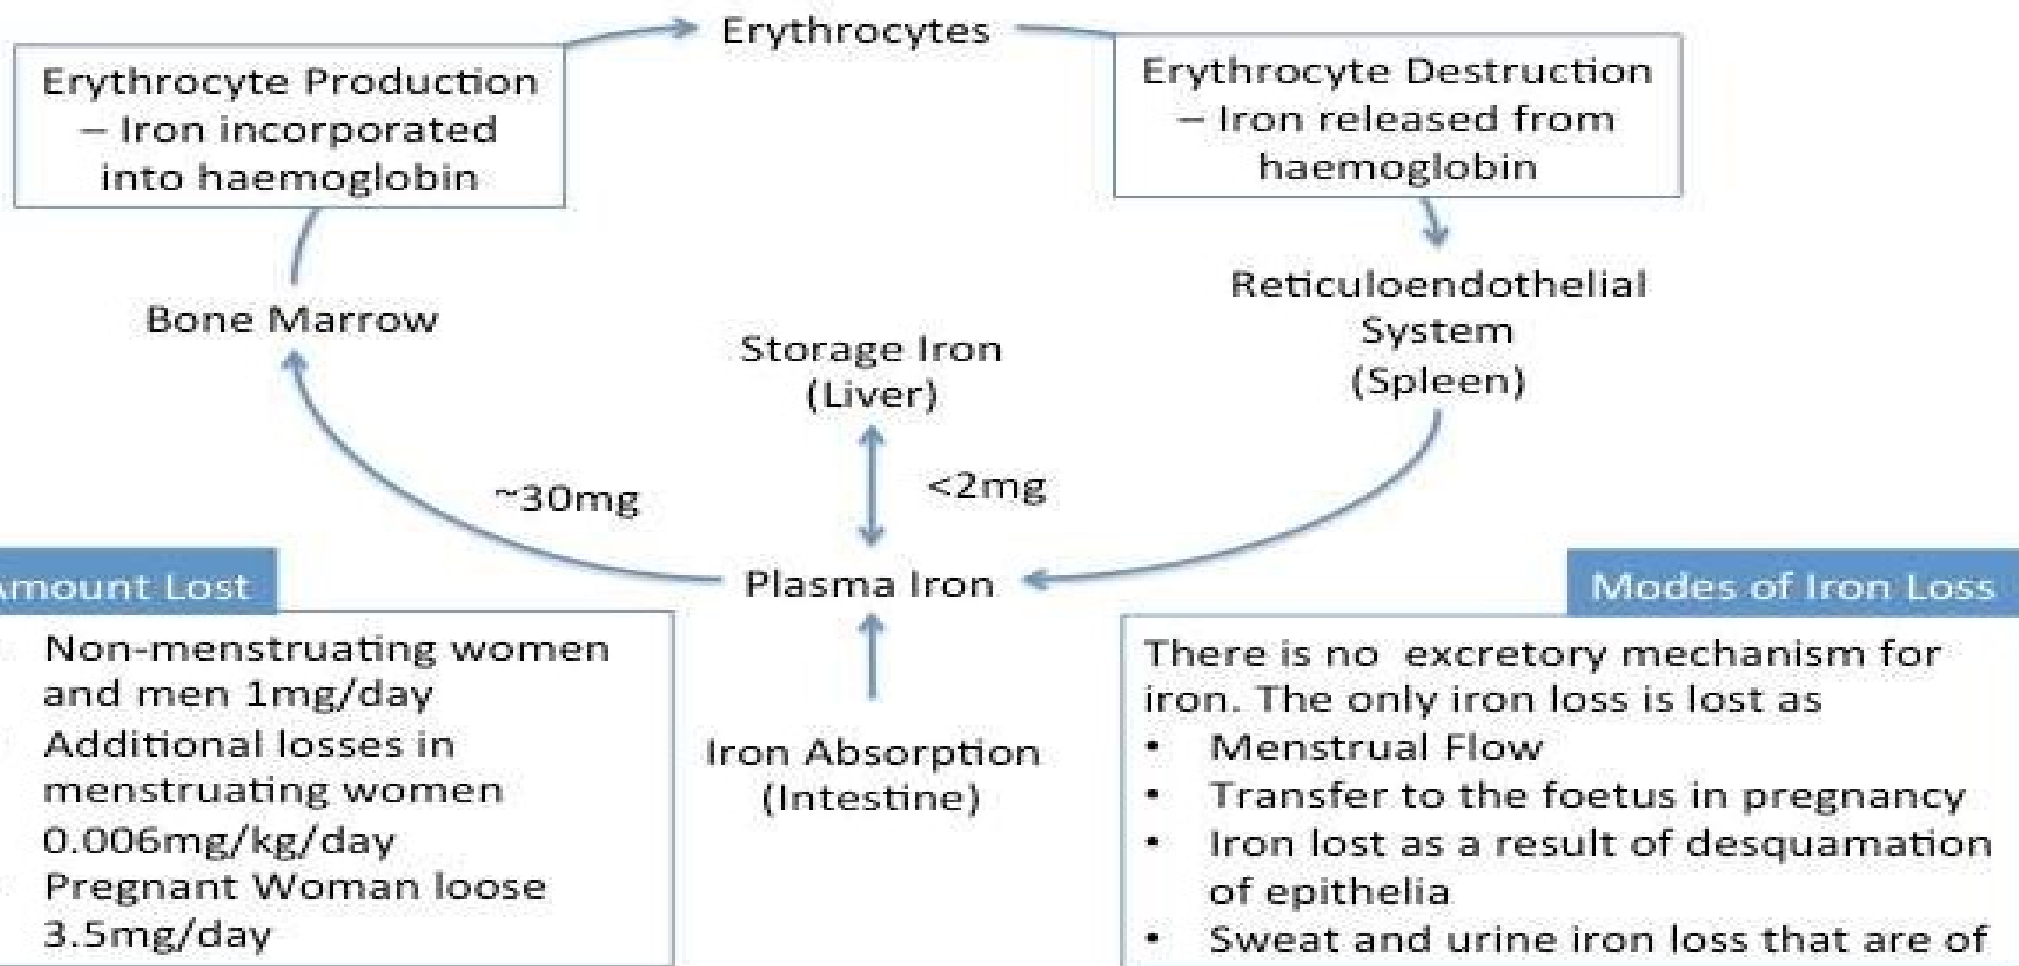 Erythrocytes
Erythrocyte Production
– Iron incorporated
into haemoglobin
Erythrocyte Destruction
– Iron released from
haemoglobin
Bone Marrow
Reticuloendothelial
System
(Spleen)
Storage Iron
(Liver)
~30mg
<2mg
Plasma Iron
Iron Absorption
(Intestine)
Amount Lost
Non-menstruating women
and men 1mg/day
Additional losses in
menstruating women
0.006mg/kg/day
Pregnant Woman loose
3.5mg/day
Modes of Iron Loss
There is no excretory mechanism for
iron. The only iron loss is lost as
• Menstrual Flow
• Transfer to the foetus in pregnancy
• Iron lost as a result of desquamation
of epithelia
• Sweat and urine iron loss that are of